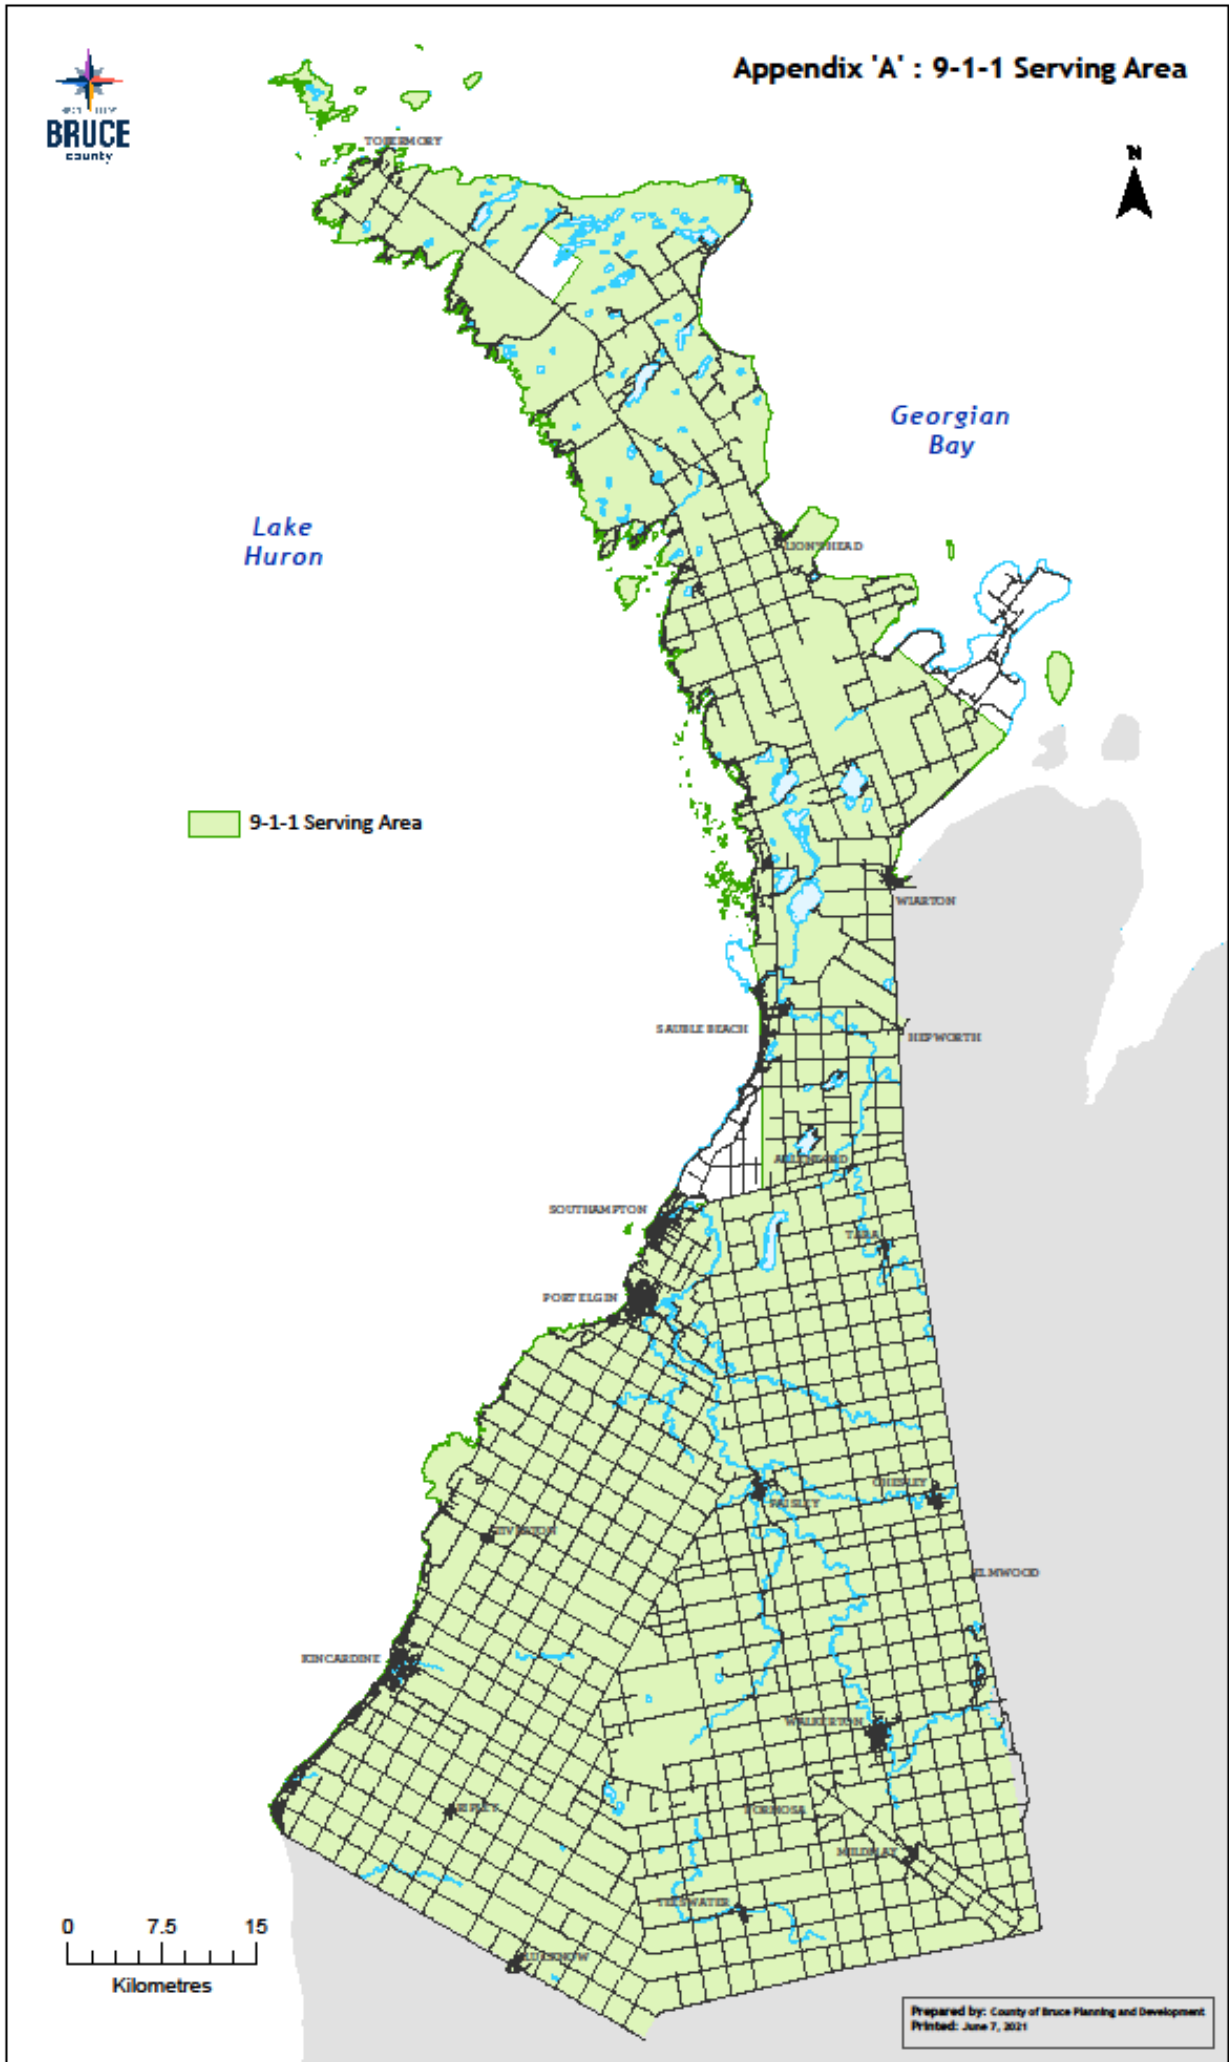 Appendix 'A' : 9-1-1 Serving Area
BRUCE
county
N
TOBERMORY
Georgian
Bay
Lake
Huron
LION'S HEAD
9-1-1 Serving Area
WIARTON
SAUBLE BEACH
HEPWORTH
ALLENFORD
SOUTHAMPTON
TARA
PORT ELGIN
CHESLEY
PAISLEY
TIVERTON
ELMWOOD
KINCARDINE
WALKERTON
RIPLEY
FORMOSA
MILDMAY
TEESWATER
0 7.5 15
LUCKNOW
Kilometres
Prepared by: County of Bruce Planning and Development
Printed: June 7, 2021